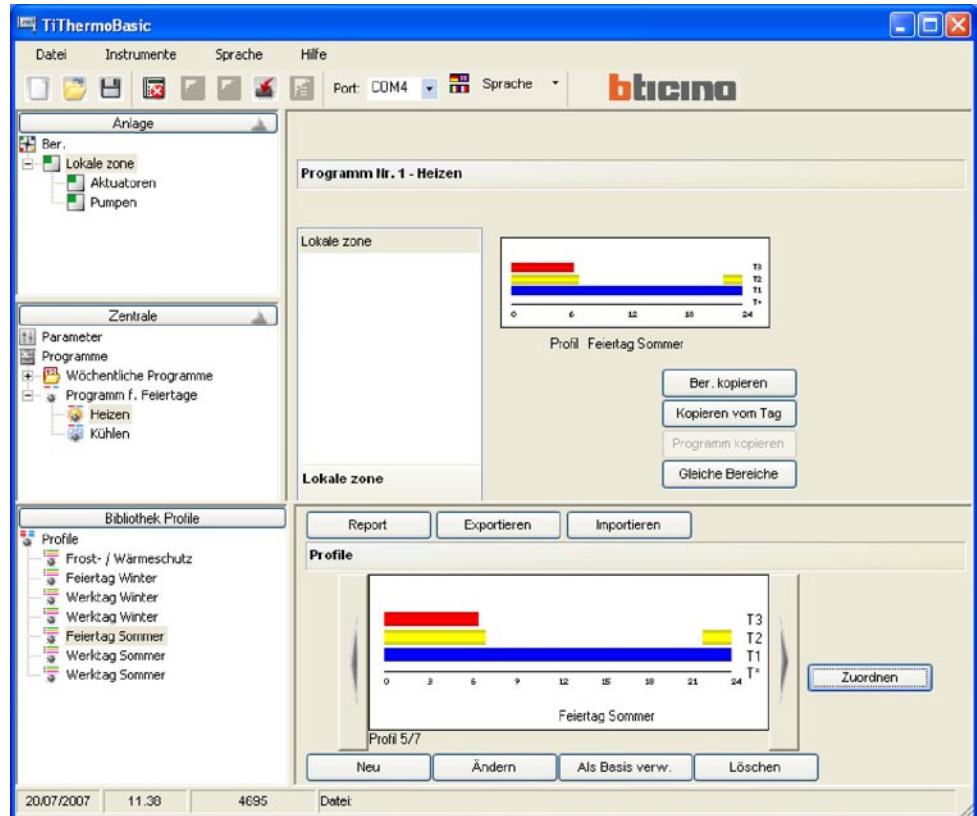 TiThermoBasic
Datei Instrumente Sprache Hilfe
Port: COM4 Sprache
bticino
Anlage
Ber.
Lokale zone
Aktuatoren
Pumpen
Zentrale
Parameter
Programme
Wöchentliche Programme
Programm f. Feiertage
Heizen
Kühlen
Bibliothek Profile
Profile
Frost- / Wärmeschutz
Feiertag Winter
Werktag Winter
Werktag Winter
Feiertag Sommer
Werktag Sommer
Werktag Sommer
Programm Nr. 1 - Heizen
Lokale zone
Lokale zone
T3
T2
T1
T*
0 6 12 18 24
Profil Feiertag Sommer
Ber. kopieren
Kopieren vom Tag
Programm kopieren
Gleiche Bereiche
Report Exportieren Importieren
Profile
T3
T2
T1
T*
0 3 6 9 12 15 18 21 24
Feiertag Sommer
Profil 5/7
Zuordnen
Neu Ändern Als Basis verw. Löschen
20/07/2007 11.38 4695 Datei: